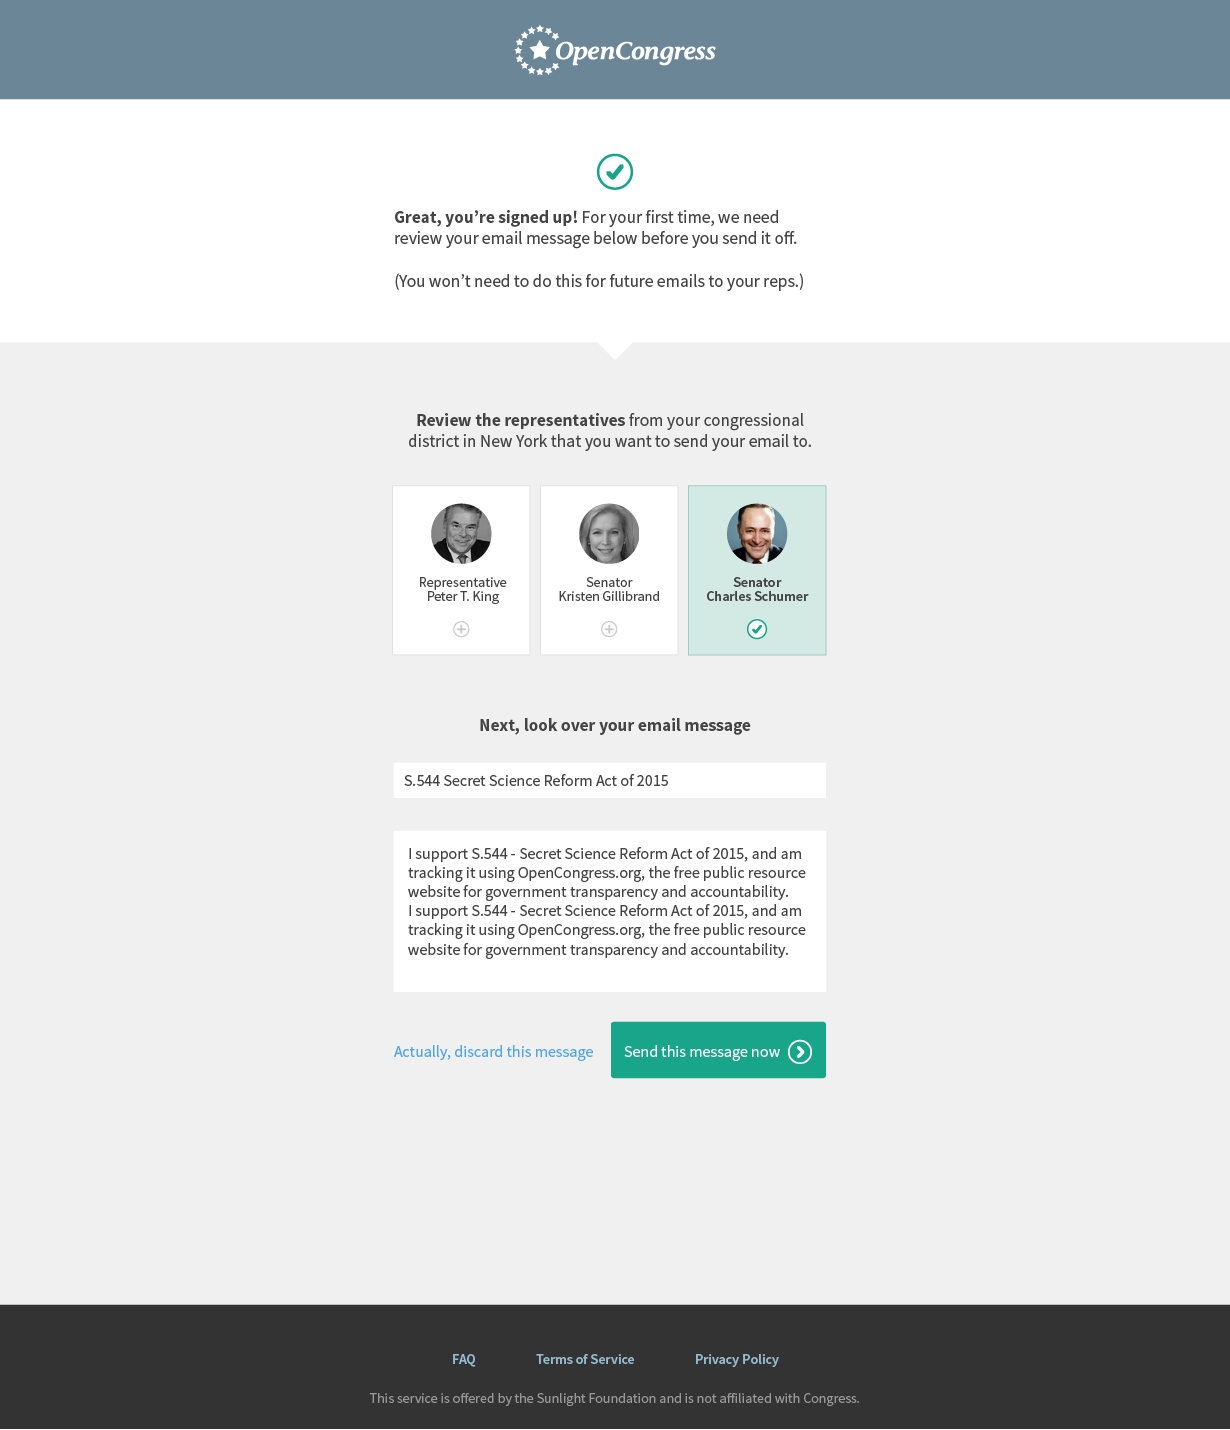 OpenCongress
Great, you’re signed up! For your first time, we need
review your email message below before you send it off.
(You won’t need to do this for future emails to your reps.)
Review the representatives from your congressional
district in New York that you want to send your email to.
Representative
Peter T. King
Senator
Kristen Gillibrand
Senator
Charles Schumer
Next, look over your email message
S.544 Secret Science Reform Act of 2015
I support S.544 - Secret Science Reform Act of 2015, and am
tracking it using OpenCongress.org, the free public resource
website for government transparency and accountability.
I support S.544 - Secret Science Reform Act of 2015, and am
tracking it using OpenCongress.org, the free public resource
website for government transparency and accountability.
Actually, discard this message
Send this message now
FAQ
Terms of Service
Privacy Policy
This service is offered by the Sunlight Foundation and is not affiliated with Congress.